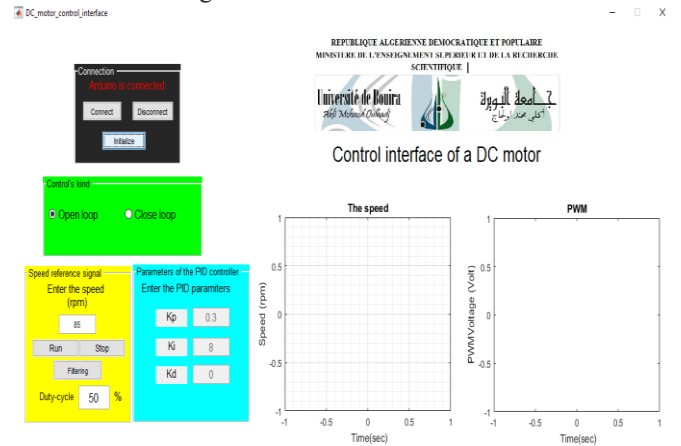 DC_motor_control_interface
REPUBLIQUE ALGERIENNE DEMOCRATIQUE ET POPULAIRE
MINISTERE DE L'ENSEIGNEMENT SUPERIEUR ET DE LA RECHERCHE
SCIENTIFIQUE
Université de Bouira
جامعة البويرة
Connection
Arduino is connected
Connect
Disconnect
Initialize
Control interface of a DC motor
Control's kind
Open loop
Close loop
Speed reference signal
Enter the speed
(rpm)
85
Run
Stop
Filtering
Duty-cycle
50
%
Parameters of the PID controller
Enter the PID paramiters
Kp
0.3
Ki
8
Kd
0
The speed
Speed (rpm)
1
0.5
0
-0.5
-1
-1
-0.5
0
0.5
1
Time(sec)
PWM
PWMVoltage (Volt)
1
0.5
0
-0.5
-1
-1
-0.5
0
0.5
1
Time(sec)